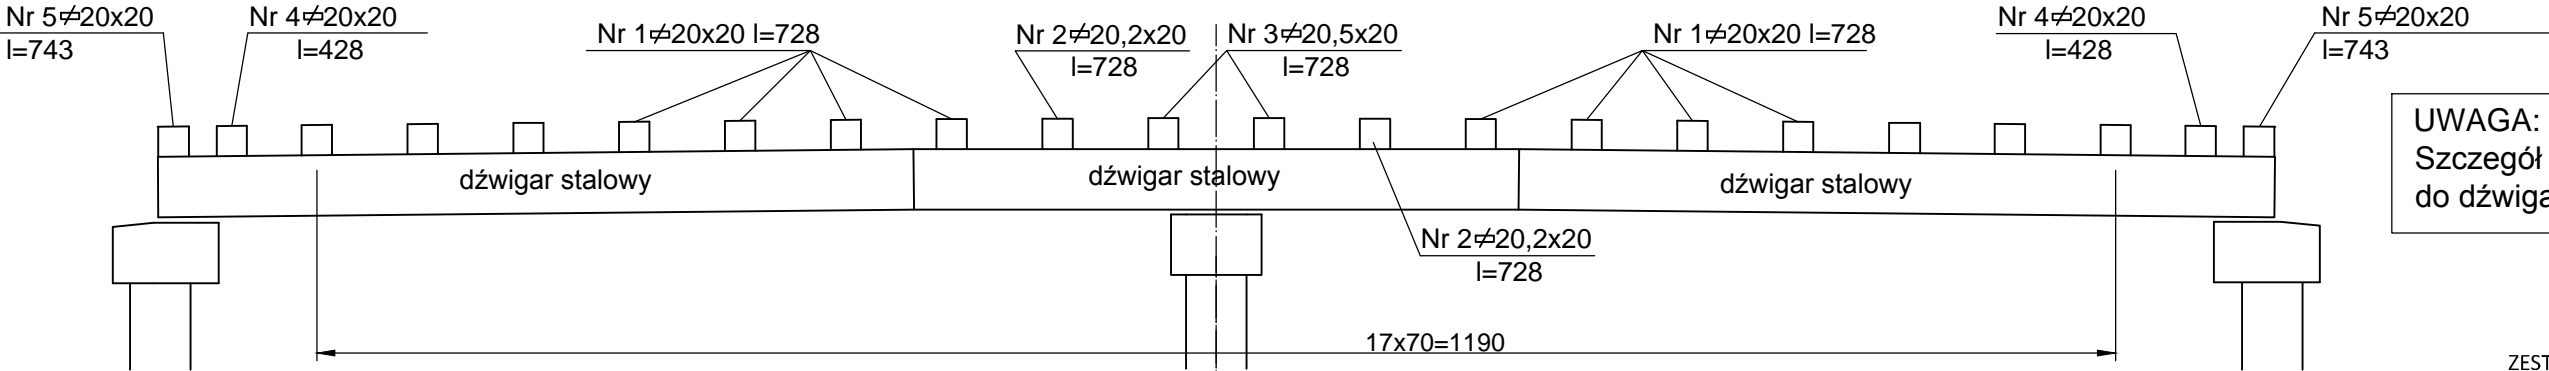 Nr 5⌿20x20
l=743
Nr 4⌿20x20
l=428
Nr 1⌿20x20 l=728
Nr 2⌿20,2x20
l=728
Nr 3⌿20,5x20
l=728
Nr 1⌿20x20 l=728
Nr 4⌿20x20
l=428
Nr 5⌿20x20
l=743
UWAGA:
Szczegół
do dźwiga
dźwigar stalowy
dźwigar stalowy
dźwigar stalowy
Nr 2⌿20,2x20
l=728
17x70=1190
ZEST